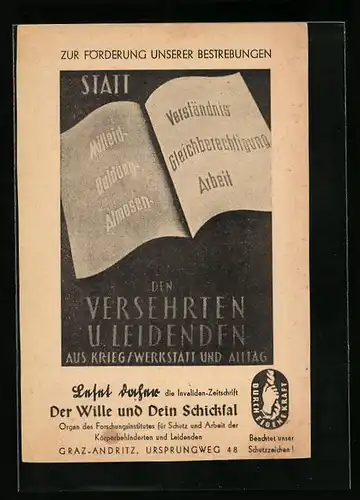 ZUR FÖRDERUNG UNSERER BESTREBUNGEN
STATT
Mitleid-
Dulden-
Almosen-
Verständnis
Gleichberechtigung
Arbeit
DEN
VERSEHRTEN
U. LEIDENDEN
AUS KRIEG/WERKSTATT UND ALLTAG
Leset daher die Invaliden-Zeitschrift
Der Wille und Dein Schicksal
Organ des Forschungsinstitutes für Schutz und Arbeit der
Körperbehinderten und Leidenden
GRAZ-ANDRITZ, URSPRUNGWEG 48
DURCH EIGENE KRAFT
Beachtet unser
Schutzzeichen!